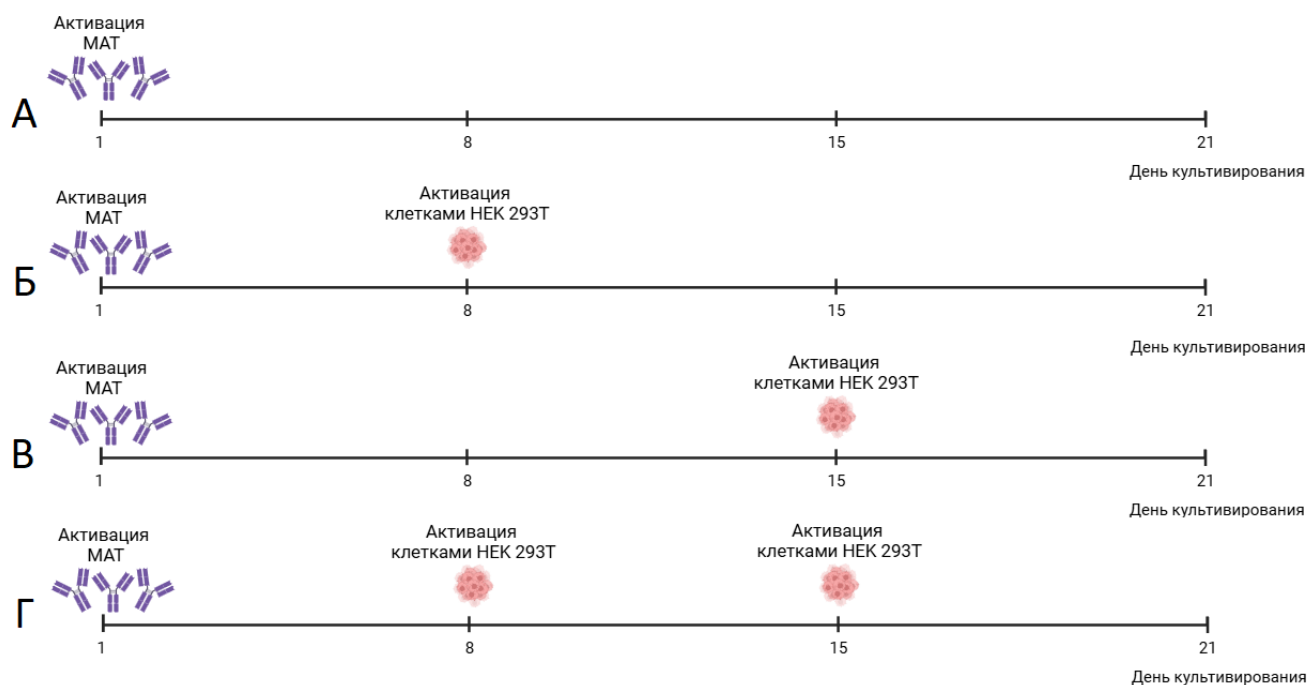 Активация
МАТ
А
1 8 15 21
День культивирования
Активация
МАТ
Активация
клетками HEK 293T
Б
1 8 15 21
День культивирования
Активация
МАТ
Активация
клетками HEK 293T
В
1 8 15 21
День культивирования
Активация
МАТ
Активация
клетками HEK 293T
Активация
клетками HEK 293T
Г
1 8 15 21
День культивирования